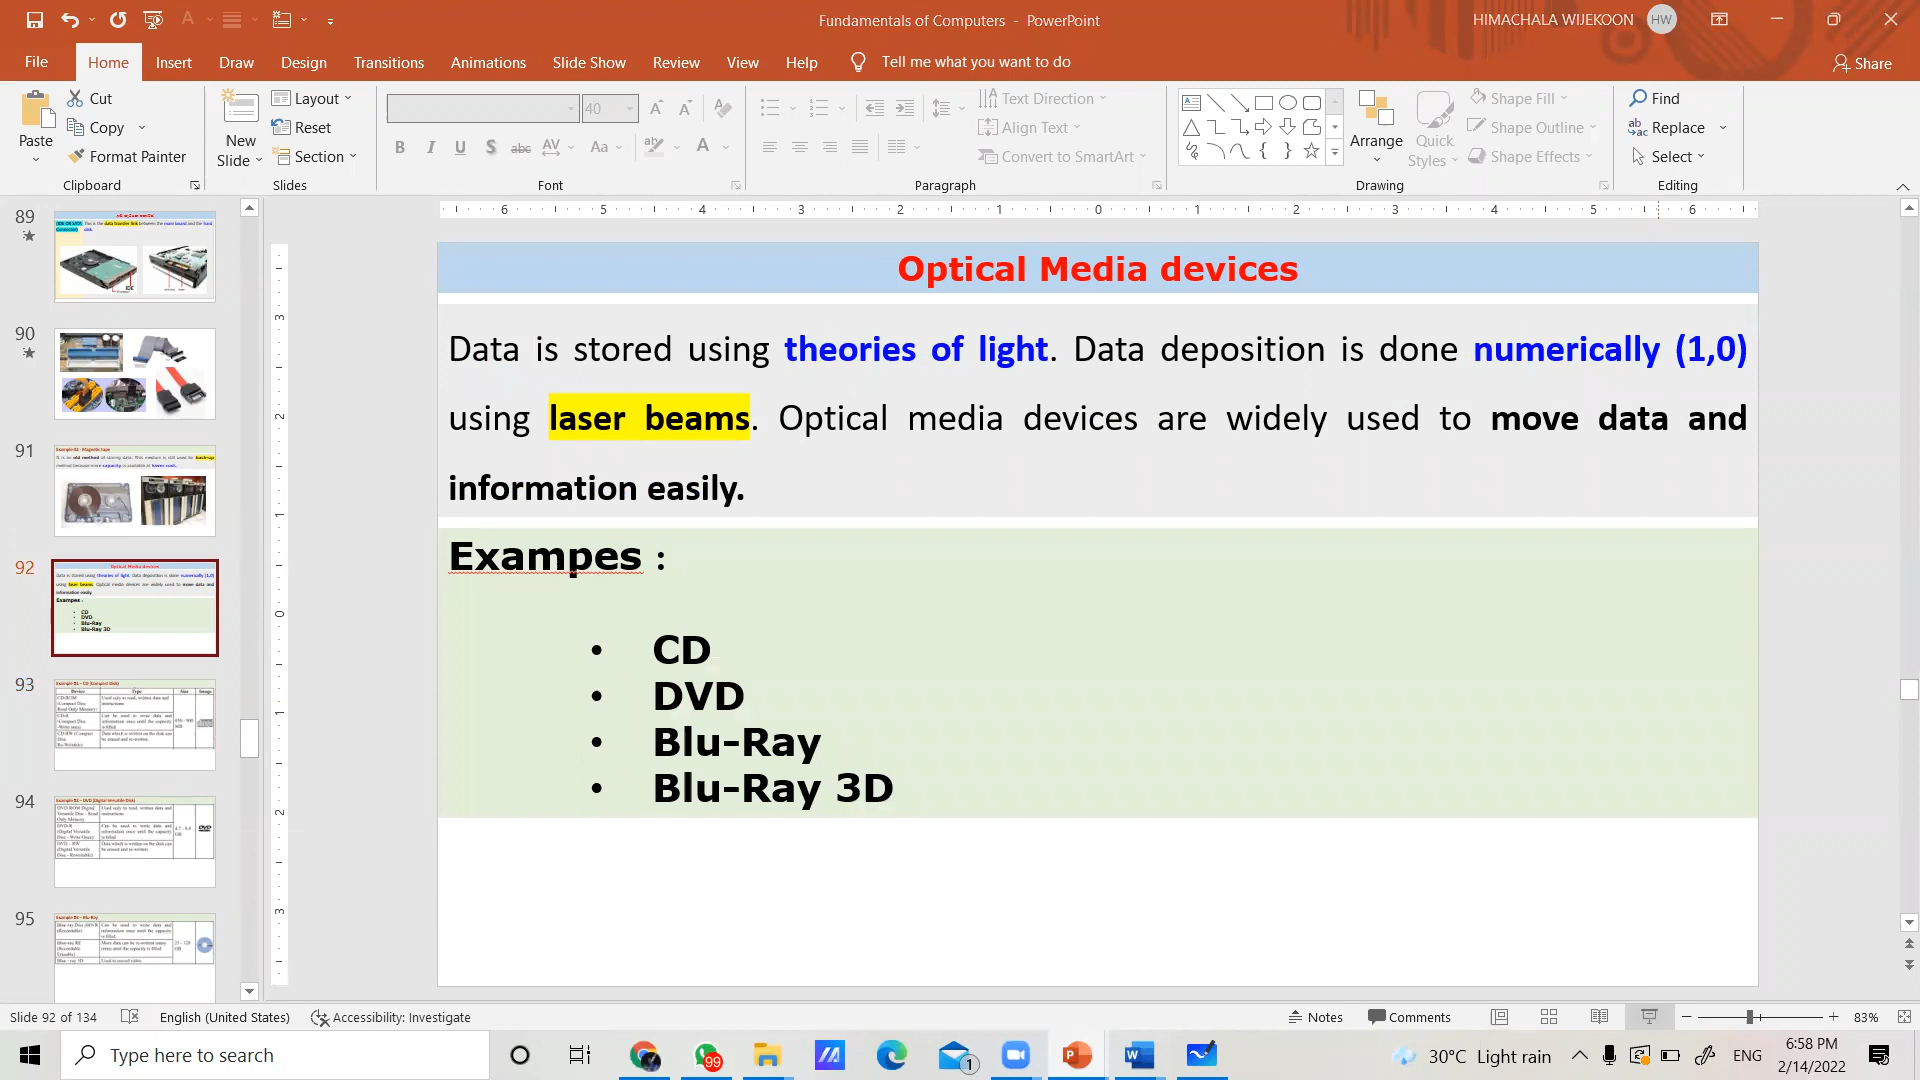 Fundamentals of Computers - PowerPoint
HIMACHALA WIJEKOON HW
File Home Insert Draw Design Transitions Animations Slide Show Review View Help Tell me what you want to do Share
Paste Cut Copy Format Painter
Clipboard
New Slide Layout Reset Section
Slides
40
B I U S abc AV Aa A
Font
Text Direction
Align Text
Convert to SmartArt
Paragraph
Arrange Quick Styles
Shape Fill
Shape Outline
Shape Effects
Drawing
Find
Replace
Select
Editing
89
90
91
92
93
94
95
Optical Media devices
Data is stored using theories of light. Data deposition is done numerically (1,0)
using laser beams. Optical media devices are widely used to move data and
information easily.
Exampes :
• CD
• DVD
• Blu-Ray
• Blu-Ray 3D
Slide 92 of 134 English (United States) Accessibility: Investigate Notes Comments 83%
Type here to search
99
1
30°C Light rain ENG 6:58 PM
2/14/2022